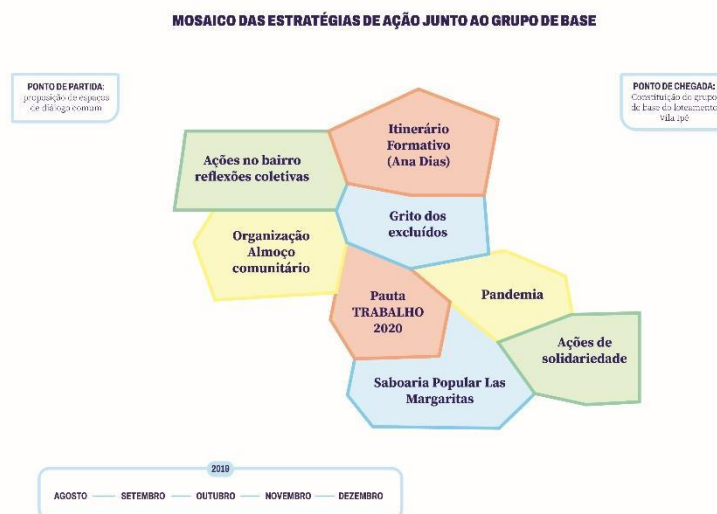 MOSAICO DAS ESTRATÉGIAS DE AÇÃO JUNTO AO GRUPO DE BASE
PONTO DE PARTIDA:
proposição de espaços
de diálogo comum
PONTO DE CHEGADA:
Constituição do grupo
de base do loteamento
Vila Ipê
Itinerário
Formativo
(Ana Dias)
Ações no bairro
reflexões coletivas
Grito dos
excluídos
Organização
Almoço
comunitário
Pauta
TRABALHO
2020
Pandemia
Ações de
solidariedade
Saboaria Popular Las
Margaritas
2019
AGOSTO SETEMBRO OUTUBRO NOVEMBRO DEZEMBRO